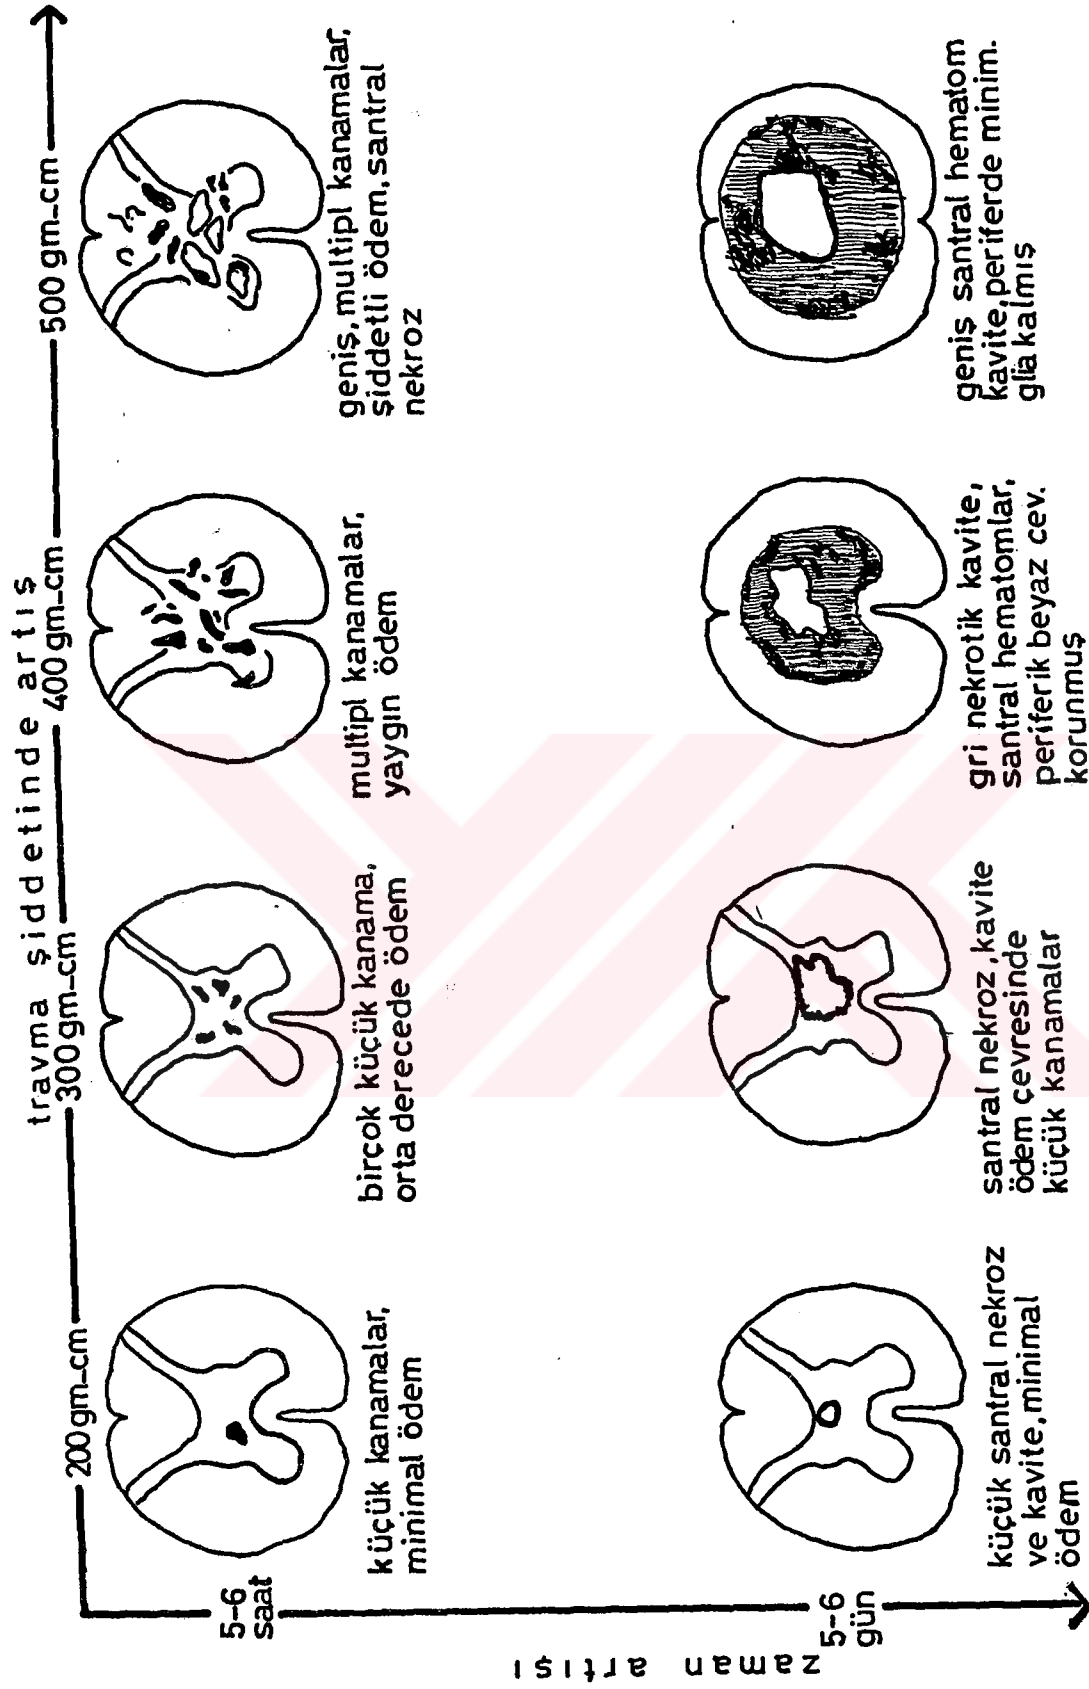 travma şiddetinde artış
200gm-cm
300gm-cm
400gm-cm
500gm-cm
5-6
saat
küçük kanamalar,
minimal ödem
birçok küçük kanama,
orta derecede ödem
multipl kanamalar,
yaygın ödem
geniş,multipl kanamalar,
şiddetli ödem,santral
nekroz
zaman artışı
5-6
gün
küçük santral nekroz
ve kavite,minimal
ödem
santral nekroz,kavite
ödem çevresinde
küçük kanamalar
gri nekrotik kavite,
santral hematomlar,
periferik beyaz cev.
korunmuş
geniş santral hematom
kavite,periferde minim.
glia kalmış